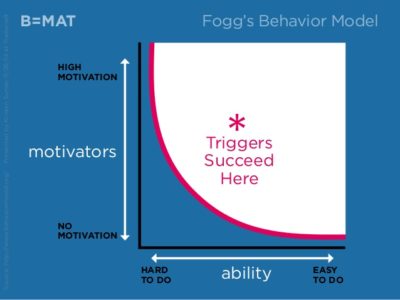 B=MAT
Fogg's Behavior Model
HIGH
MOTIVATION
motivators
NO
MOTIVATION
*
Triggers
Succeed
Here
HARD
TO DO
ability
EASY
TO DO